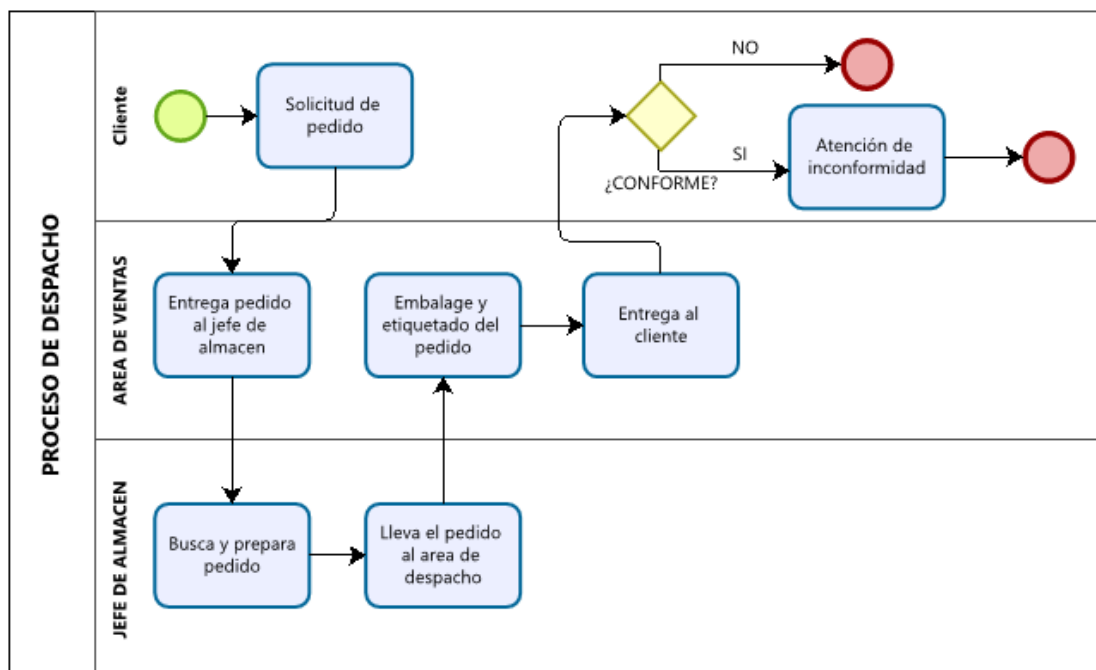 PROCESO DE DESPACHO
Cliente
Solicitud de
pedido
NO
¿CONFORME?
SI
Atención de
inconformidad
AREA DE VENTAS
Entrega pedido
al jefe de
almacen
Embalage y
etiquetado del
pedido
Entrega al
cliente
JEFE DE ALMACEN
Busca y prepara
pedido
Lleva el pedido
al area de
despacho